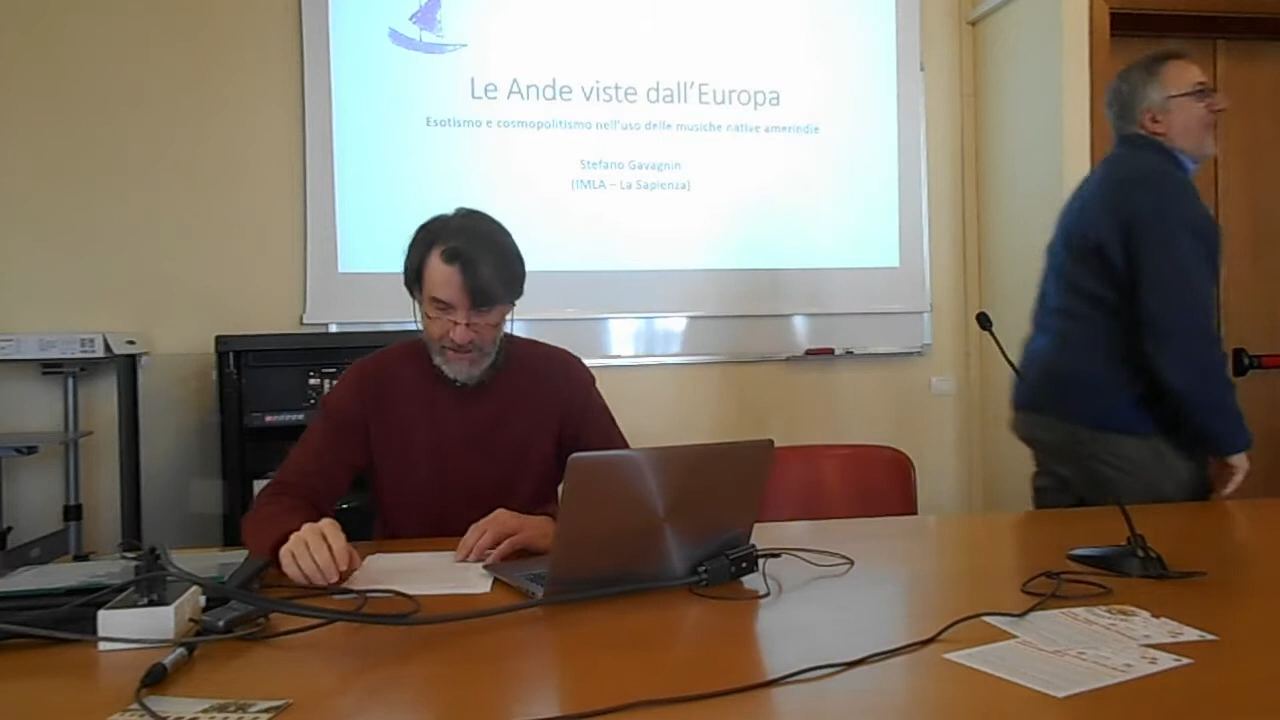 Le Ande viste dall'Europa
Esotismo e cosmopolitismo nell'uso delle musiche native amerindie
Stefano Gavagnin
(IMLA – La Sapienza)